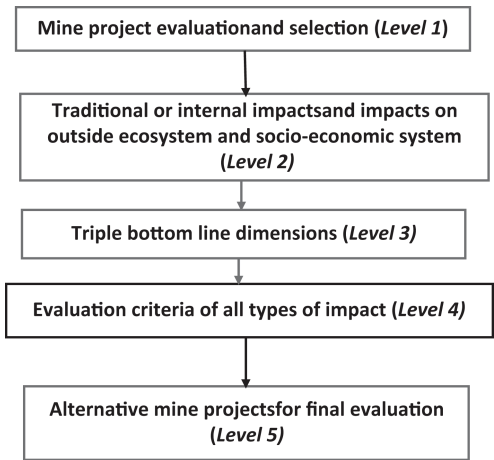 Mine project evaluationand selection (Level 1)
Traditional or internal impactsand impacts on
outside ecosystem and socio-economic system
(Level 2)
Triple bottom line dimensions (Level 3)
Evaluation criteria of all types of impact (Level 4)
Alternative mine projectsfor final evaluation
(Level 5)